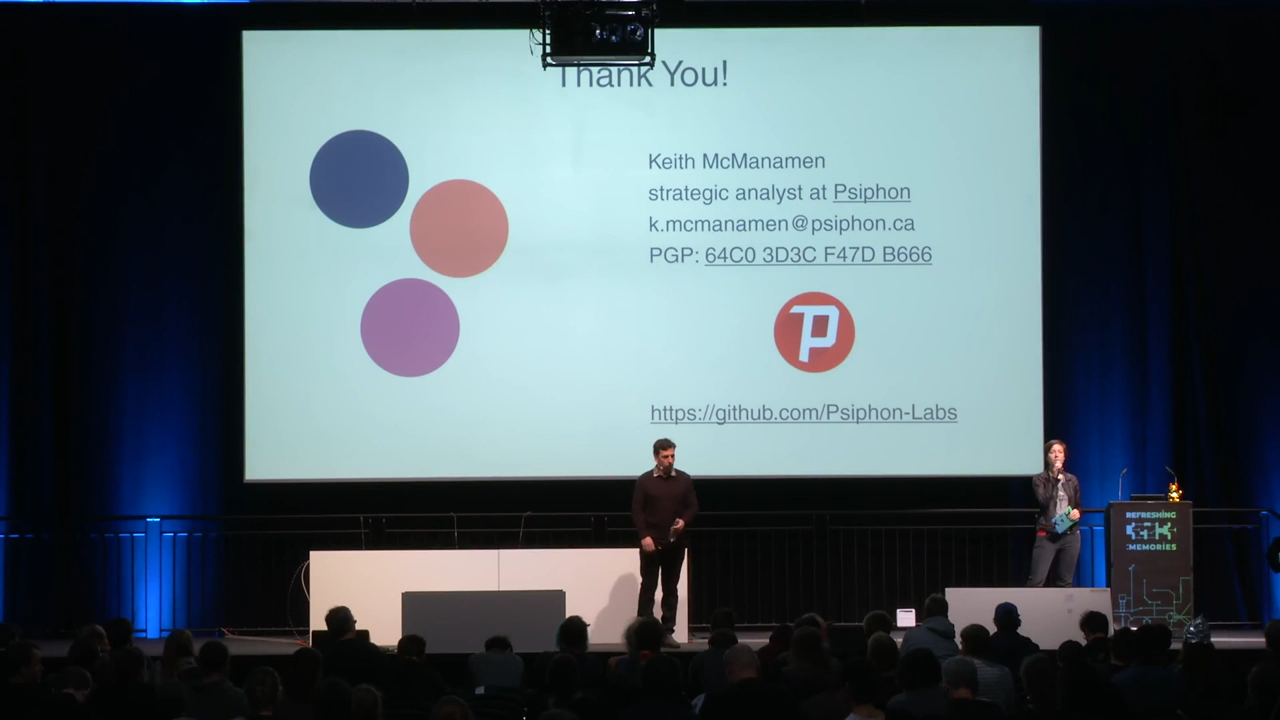 Thank You!
Keith McManamen
strategic analyst at Psiphon
k.mcmanamen@psiphon.ca
PGP: 64C0 3D3C F47D B666
https://github.com/Psiphon-Labs
REFRESHING
MEMORIES